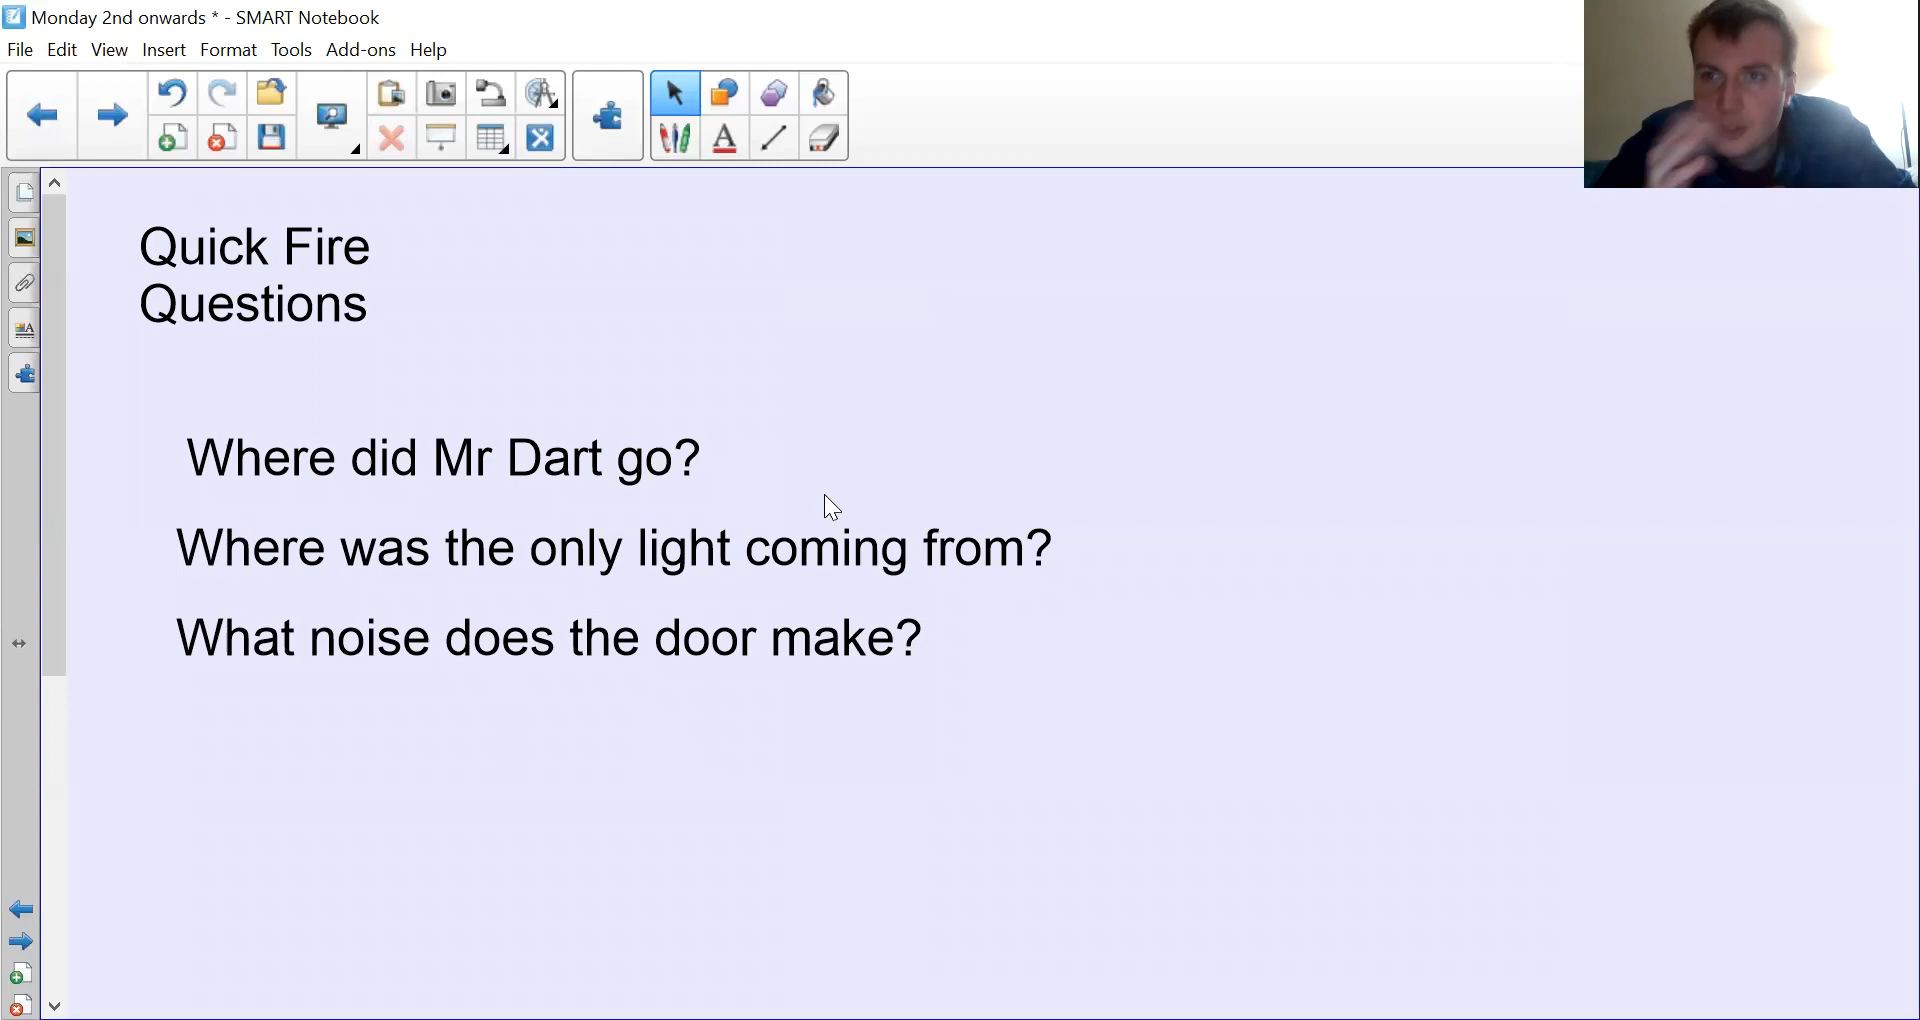 Monday 2nd onwards * - SMART Notebook
File Edit View Insert Format Tools Add-ons Help
Quick Fire
Questions
Where did Mr Dart go?
Where was the only light coming from?
What noise does the door make?